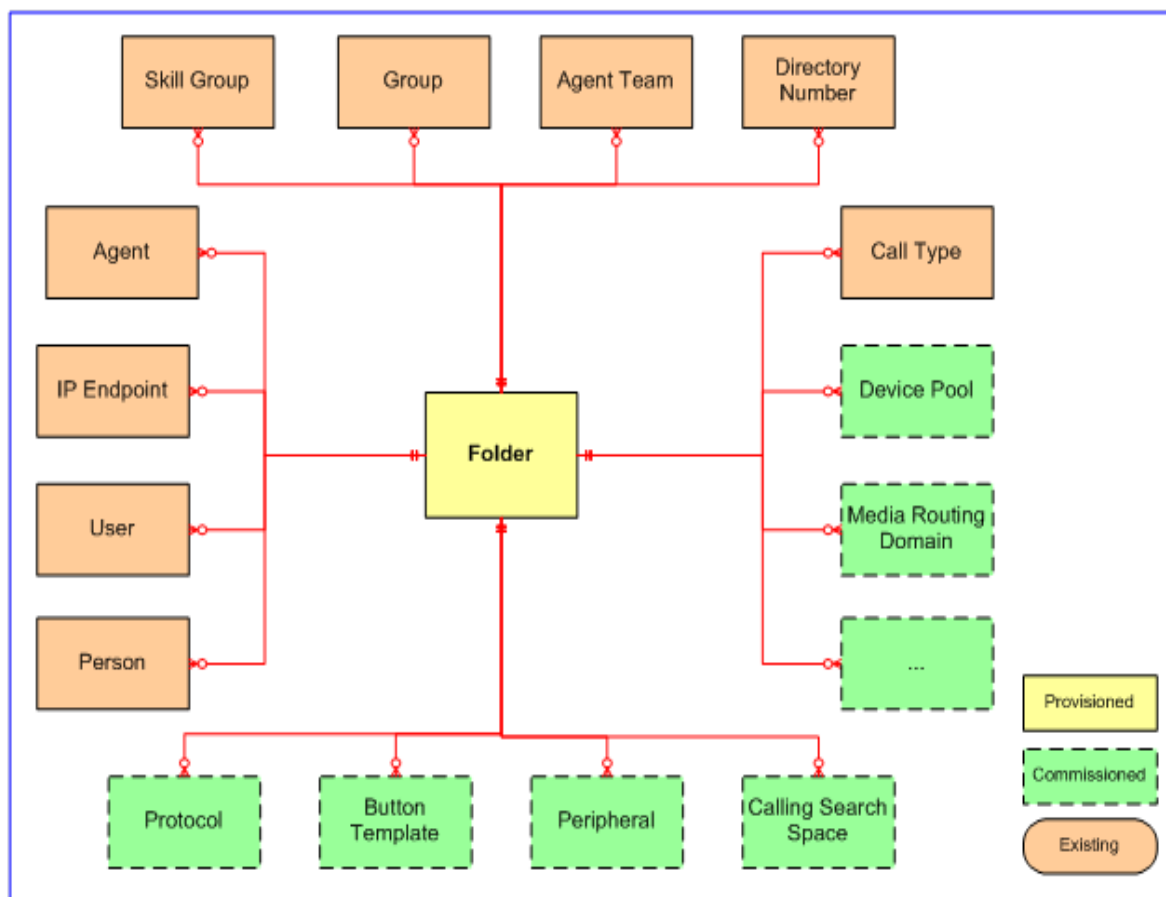 Skill Group
Group
Agent Team
Directory
Number
Agent
Call Type
IP Endpoint
Device Pool
Folder
User
Media Routing
Domain
Person
...
Provisioned
Commissioned
Existing
Protocol
Button
Template
Peripheral
Calling Search
Space